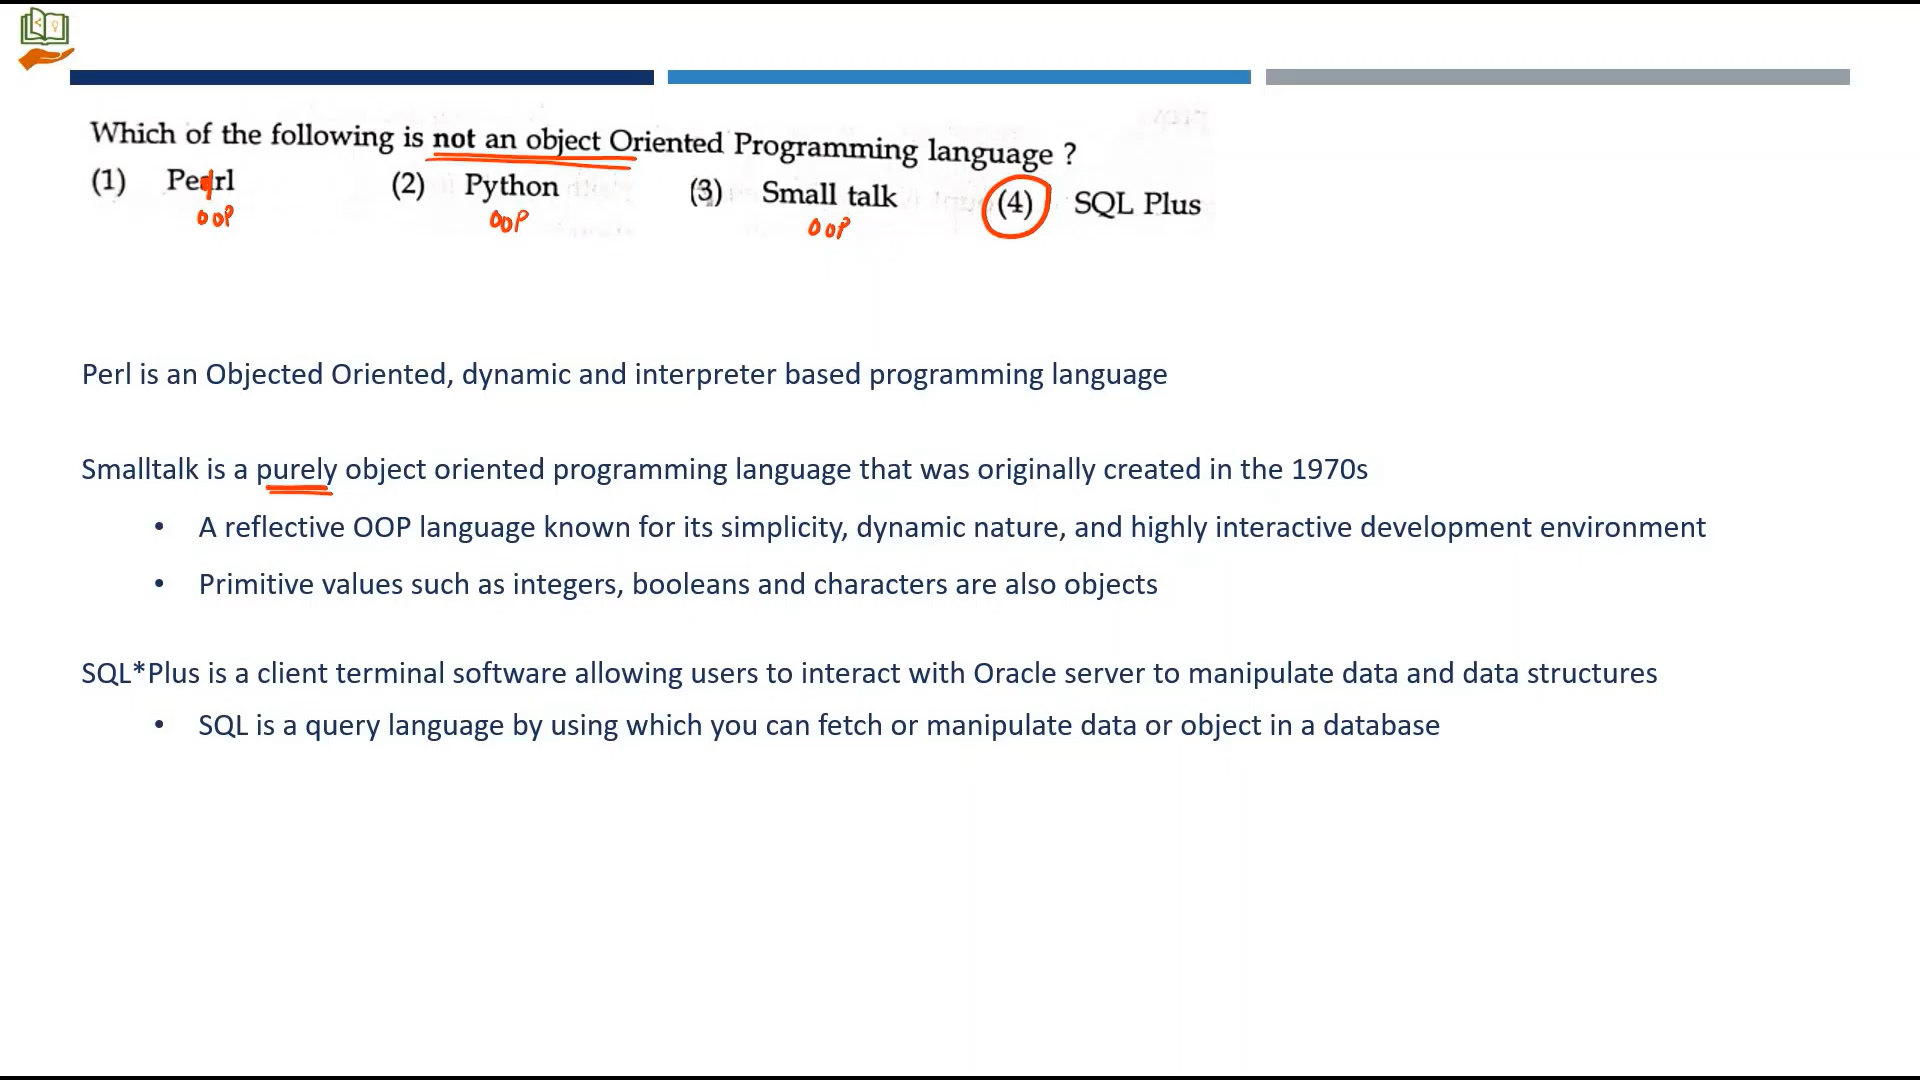 Which of the following is not an object Oriented Programming language ?
(1) Pearl (2) Python (3) Small talk (4) SQL Plus
OOP OOP OOP
Perl is an Objected Oriented, dynamic and interpreter based programming language
Smalltalk is a purely object oriented programming language that was originally created in the 1970s
• A reflective OOP language known for its simplicity, dynamic nature, and highly interactive development environment
• Primitive values such as integers, booleans and characters are also objects
SQL*Plus is a client terminal software allowing users to interact with Oracle server to manipulate data and data structures
• SQL is a query language by using which you can fetch or manipulate data or object in a database